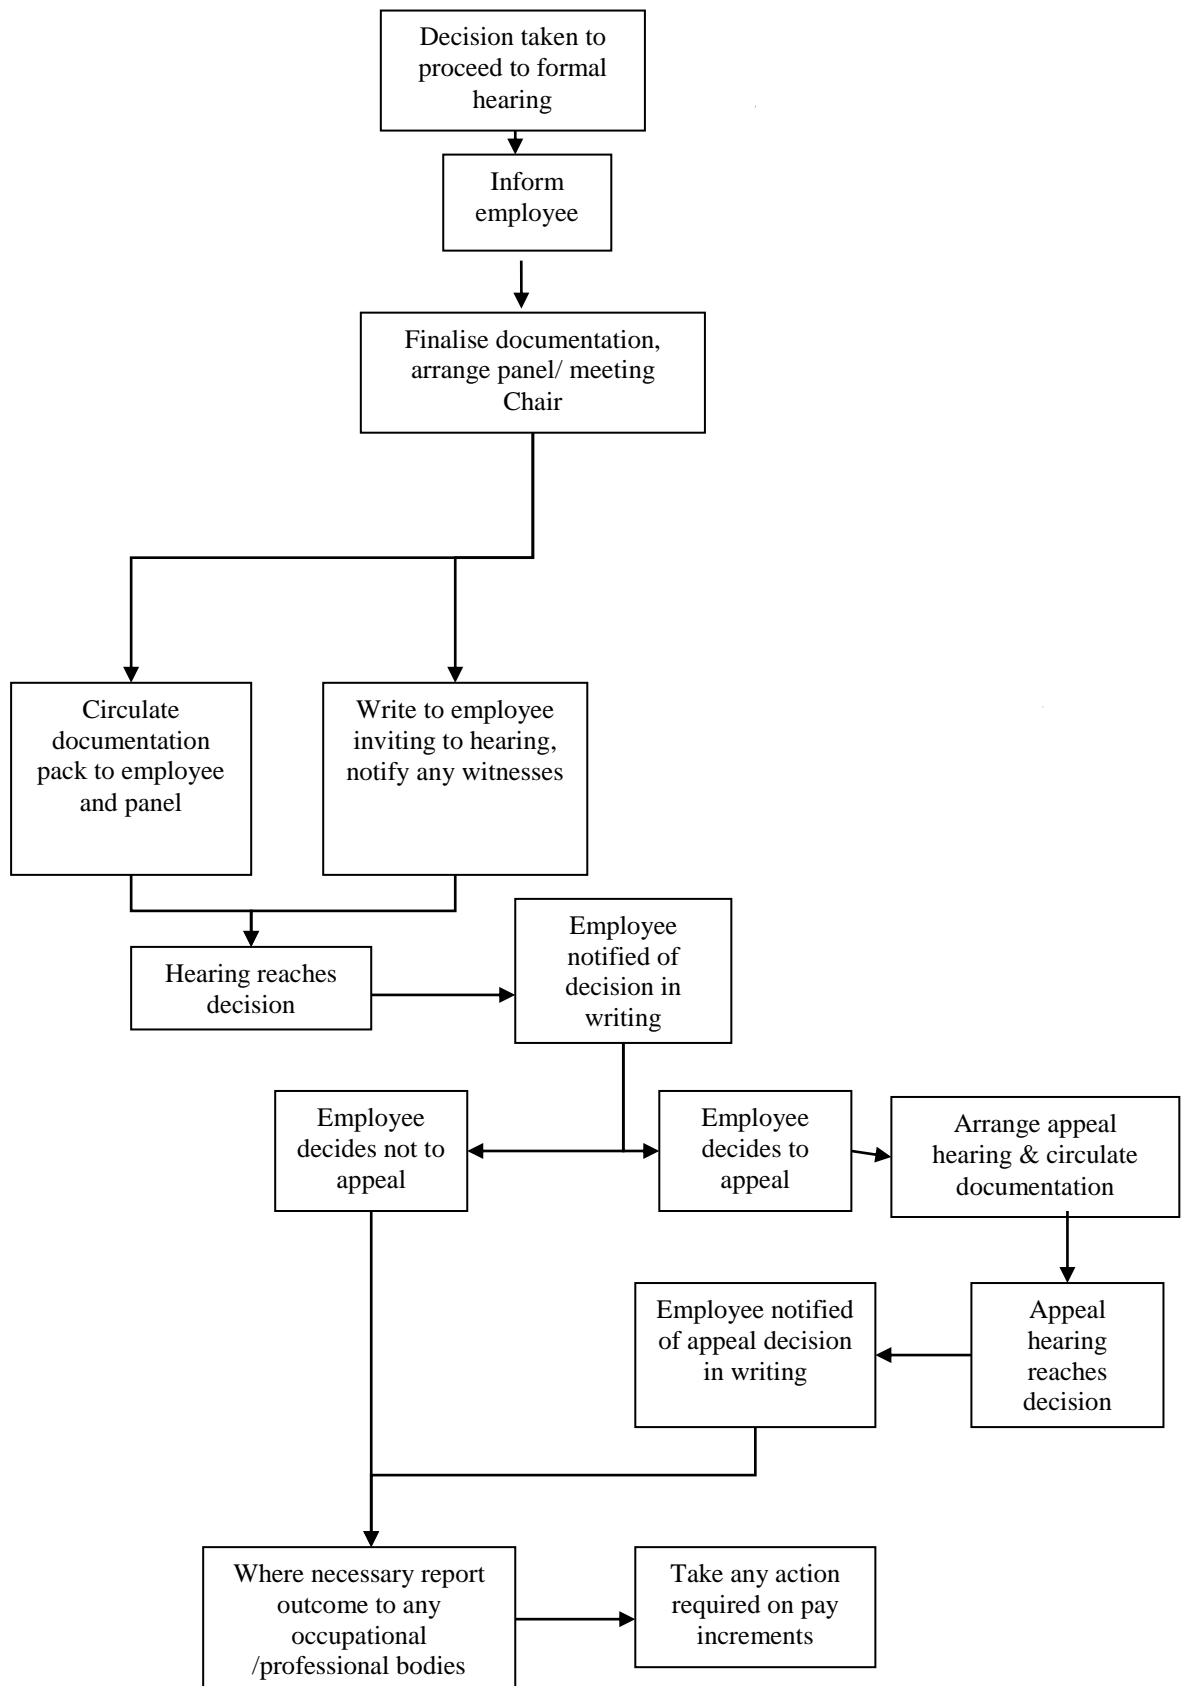 Decision taken to
proceed to formal
hearing
Inform
employee
Finalise documentation,
arrange panel/ meeting
Chair
Circulate
documentation
pack to employee
and panel
Write to employee
inviting to hearing,
notify any witnesses
Hearing reaches
decision
Employee
notified of
decision in
writing
Employee
decides not to
appeal
Employee
decides to
appeal
Arrange appeal
hearing & circulate
documentation
Appeal
hearing
reaches
decision
Employee notified
of appeal decision
in writing
Where necessary report
outcome to any
occupational
/professional bodies
Take any action
required on pay
increments